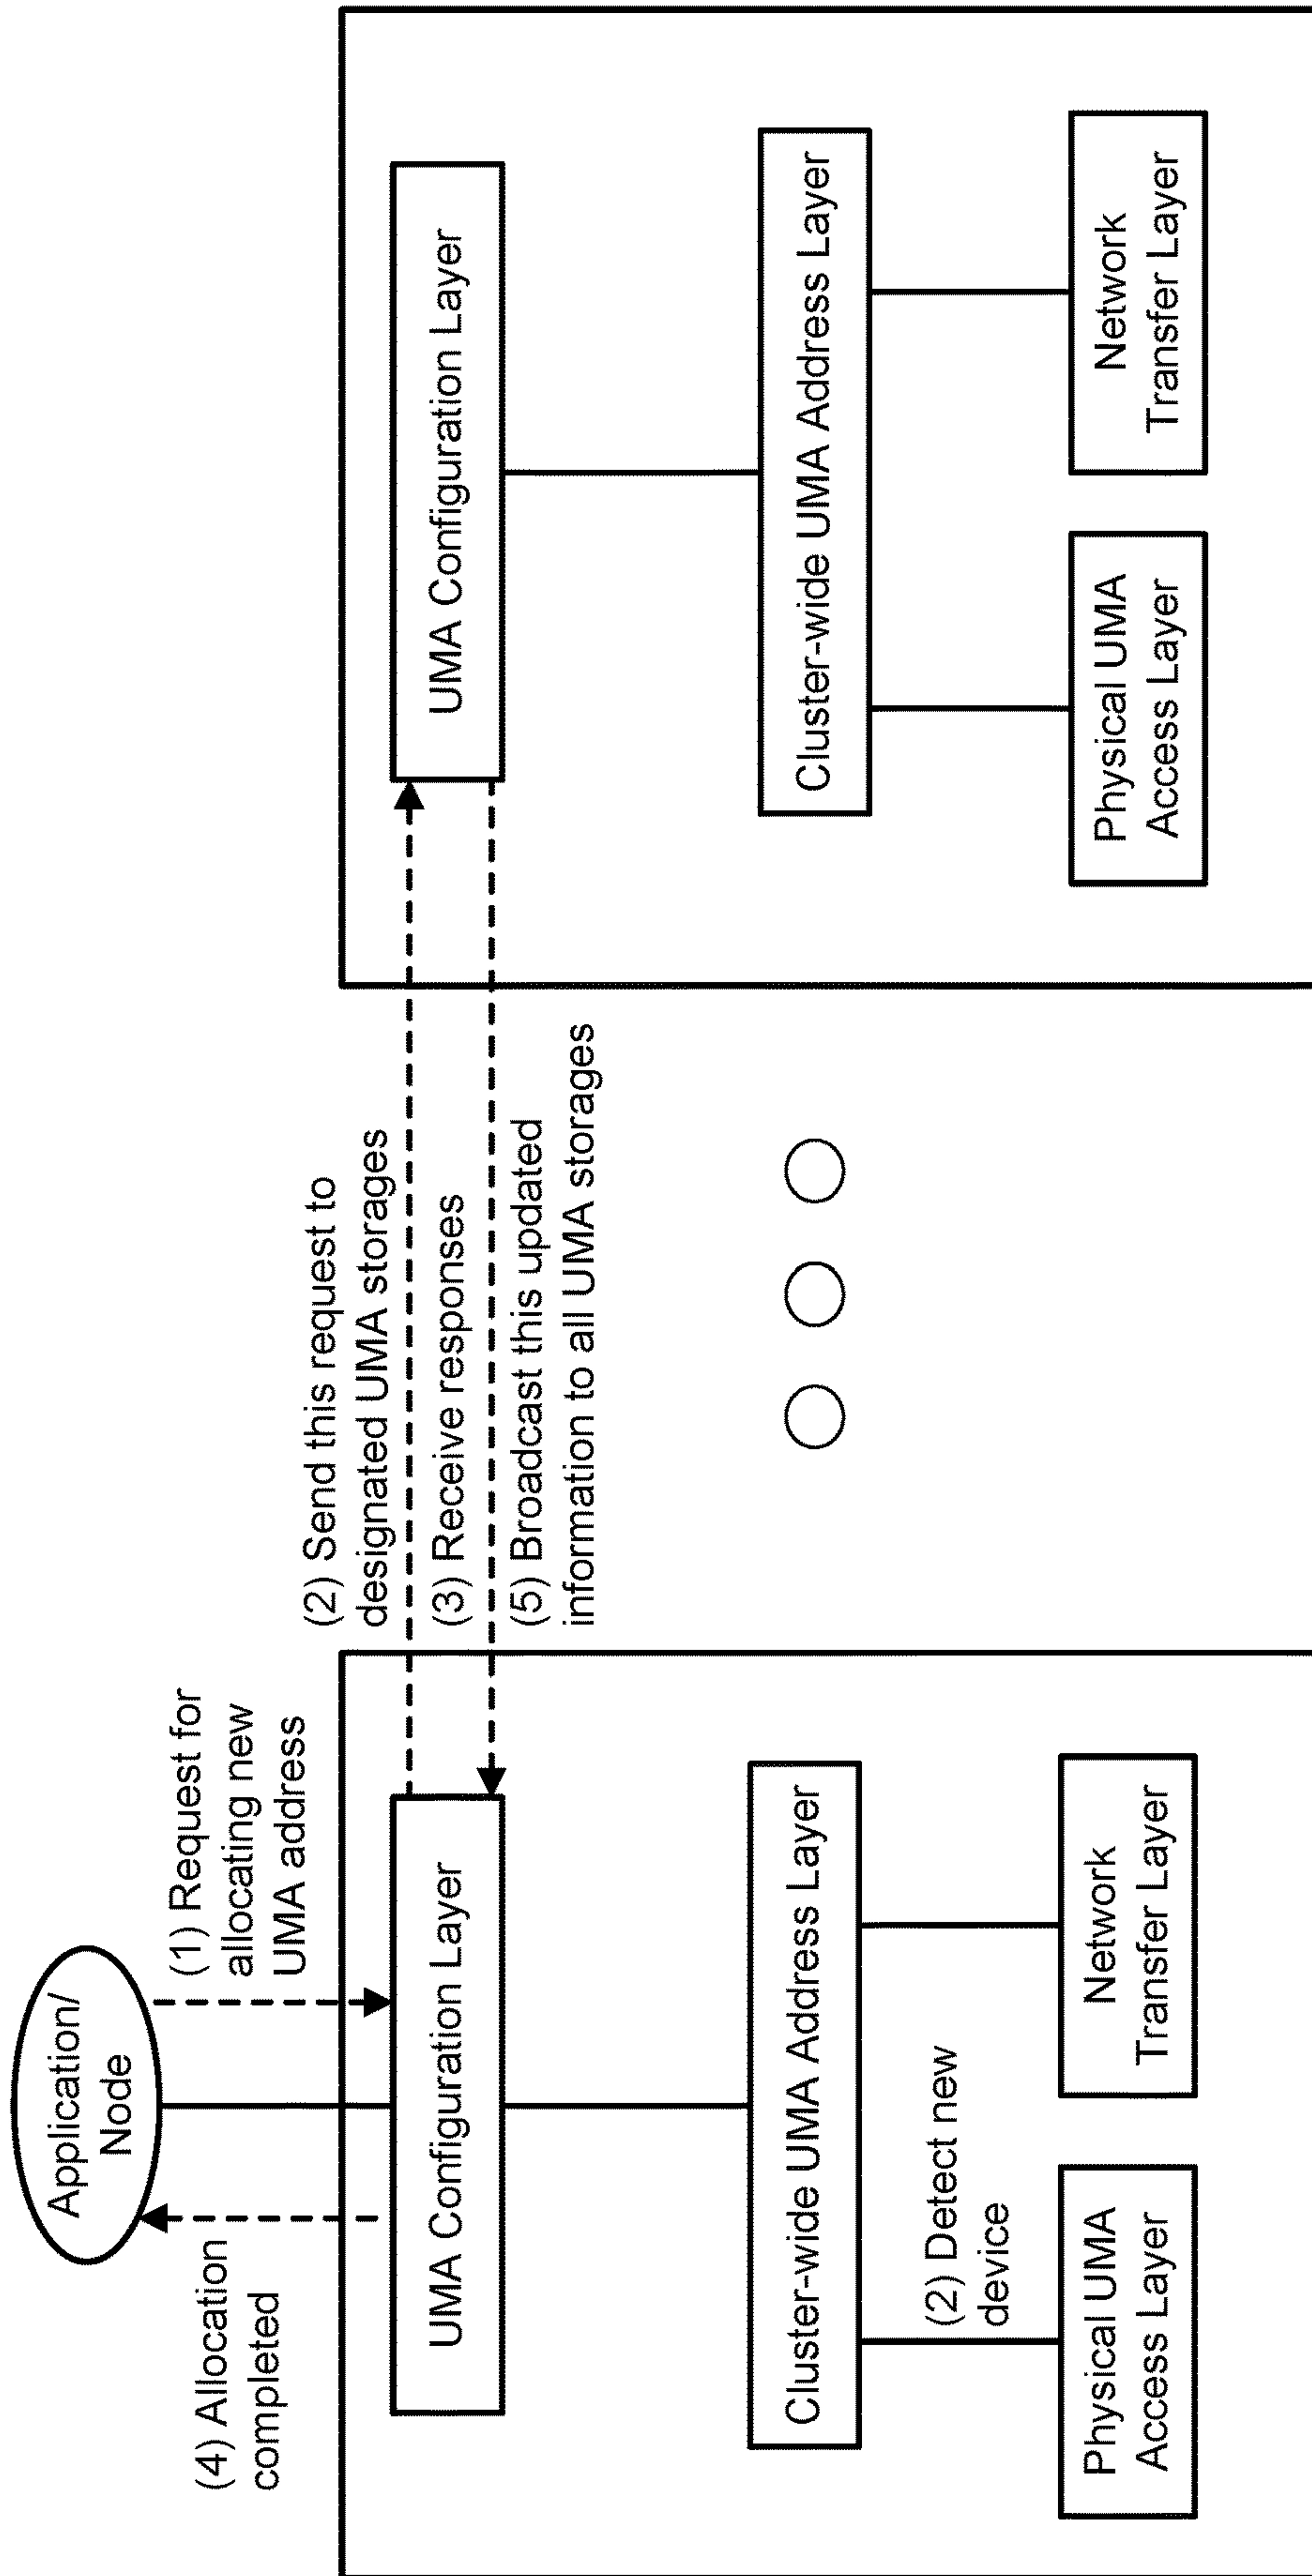 Application/
Node
(1) Request for
allocating new
UMA address
(4) Allocation
completed
UMA Configuration Layer
Cluster-wide UMA Address Layer
(2) Detect new
device
Physical UMA
Access Layer
Network
Transfer Layer
(2) Send this request to
designated UMA storages
(3) Receive responses
(5) Broadcast this updated
information to all UMA storages
UMA Configuration Layer
Cluster-wide UMA Address Layer
Physical UMA
Access Layer
Network
Transfer Layer